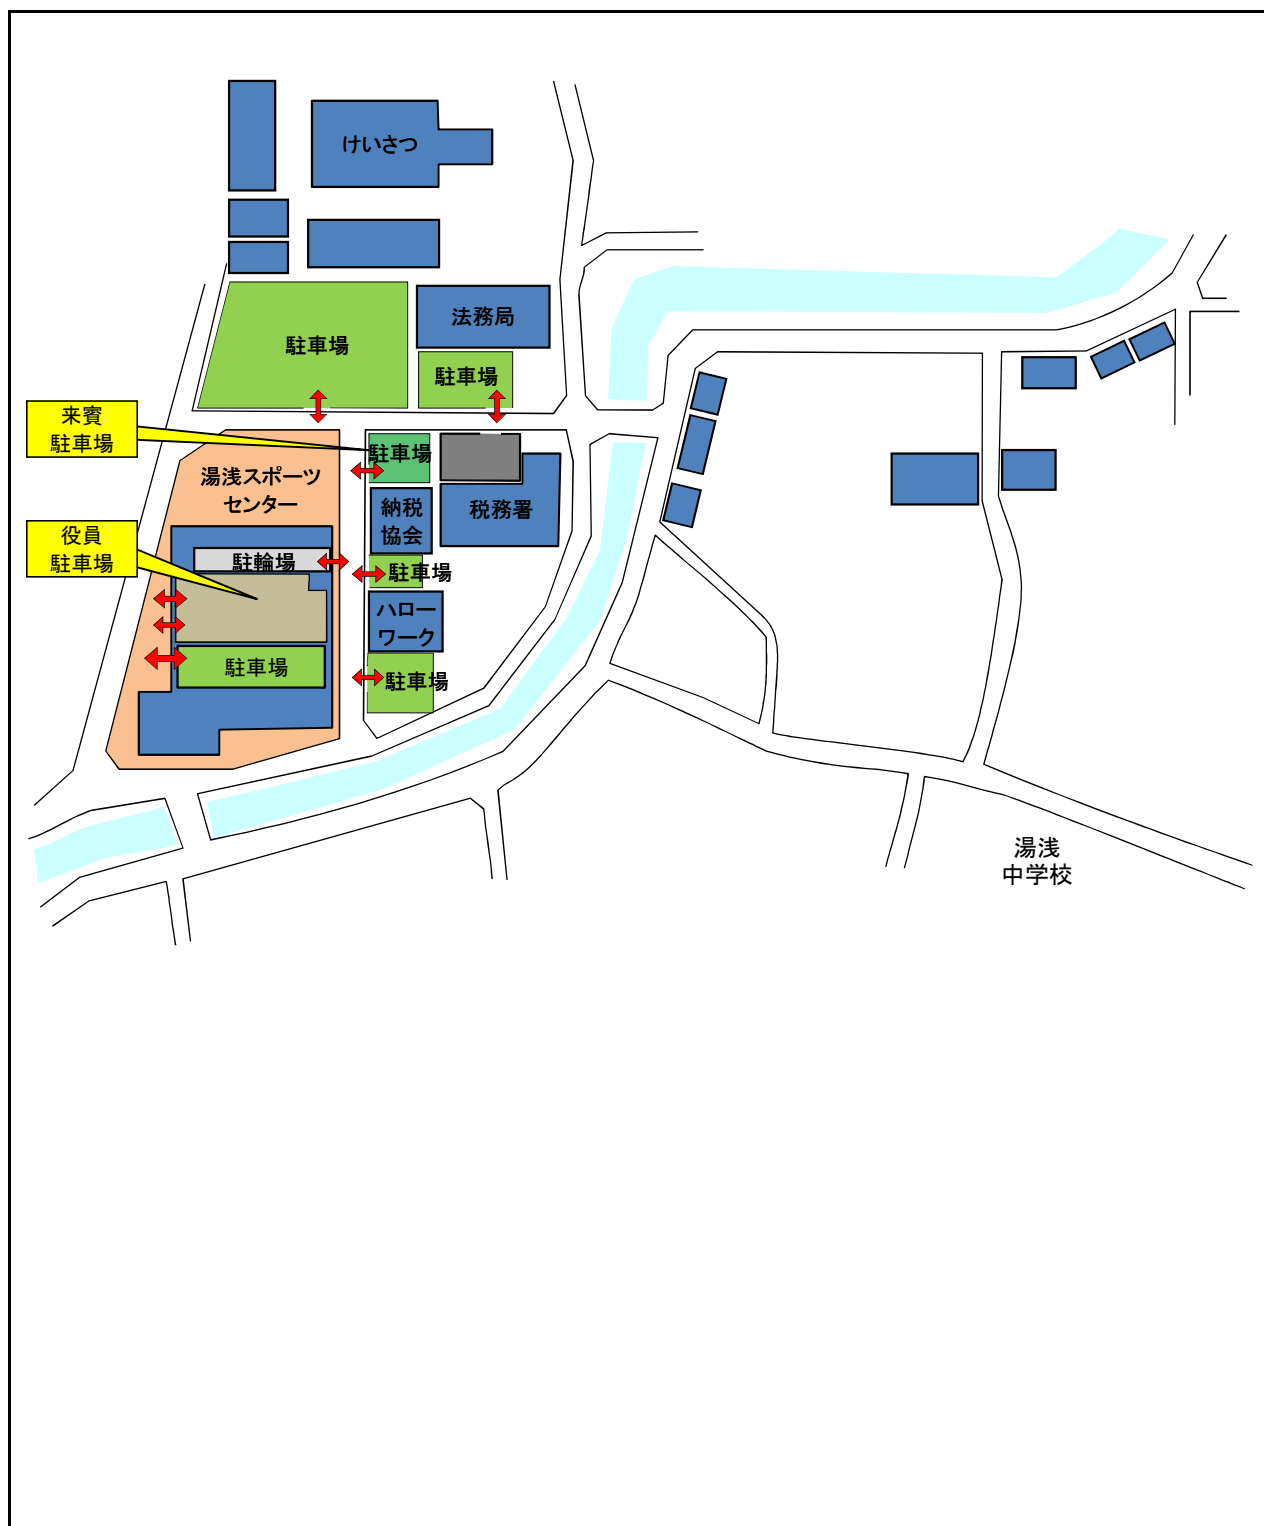 けいさつ
法務局
駐車場
駐車場
来賓
駐車場
駐車場
湯浅スポーツ
センター
納税
協会
税務署
役員
駐車場
駐輪場
駐車場
ハロー
ワーク
駐車場
駐車場
湯浅
中学校